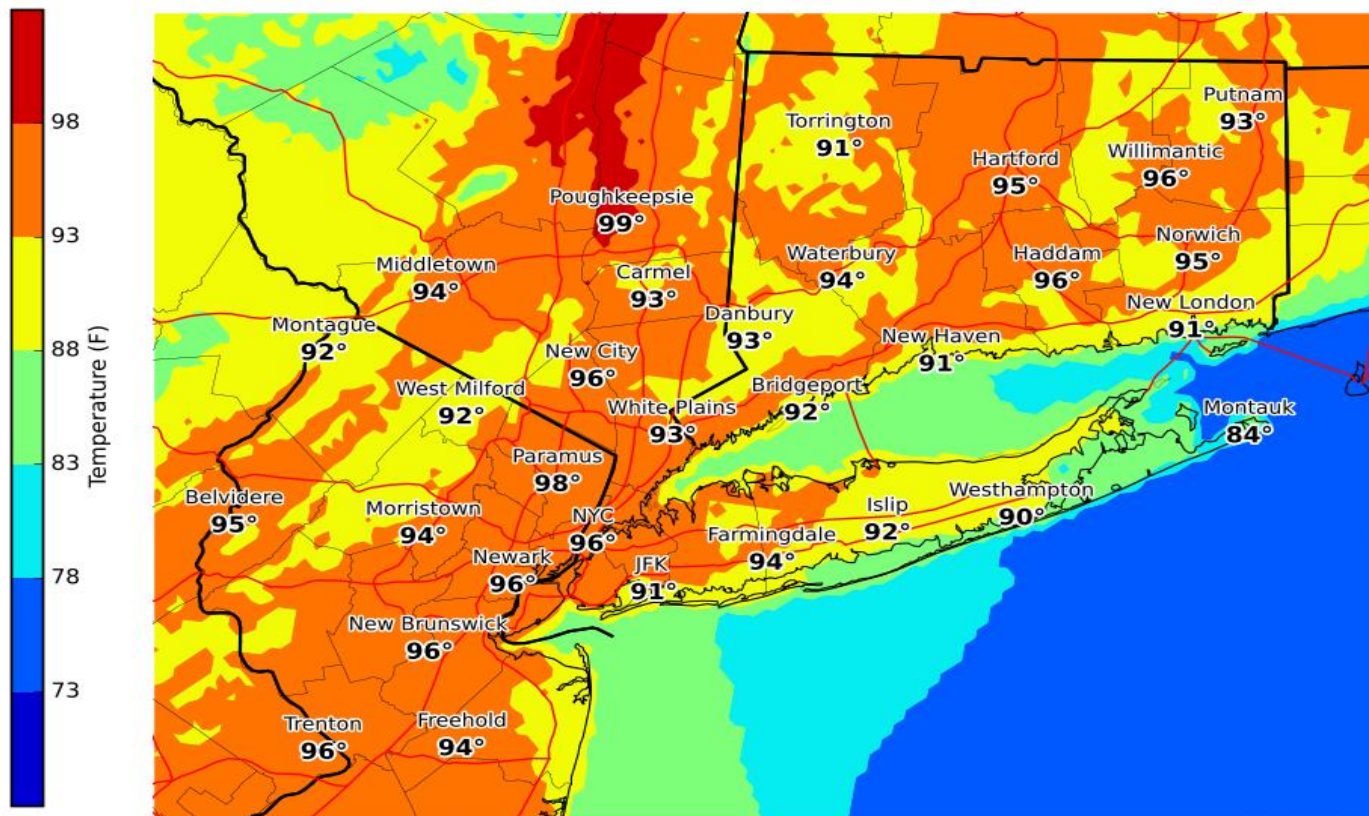 98
93
88
83
78
73
Temperature (F)
Putnam
93°
Torrington
91°
Hartford
95°
Willimantic
96°
Poughkeepsie
99°
Middletown
94°
Carmel
93°
Waterbury
94°
Haddam
96°
Norwich
95°
Montague
92°
Danbury
93°
New Haven
91°
New London
91°
New City
96°
West Milford
92°
White Plains
93°
Bridgeport
92°
Montauk
84°
Paramus
98°
Belvidere
95°
Morristown
94°
NYC
96°
Farmingdale
94°
Islip
92°
Westhampton
90°
Newark
96°
JFK
91°
New Brunswick
96°
Trenton
96°
Freehold
94°